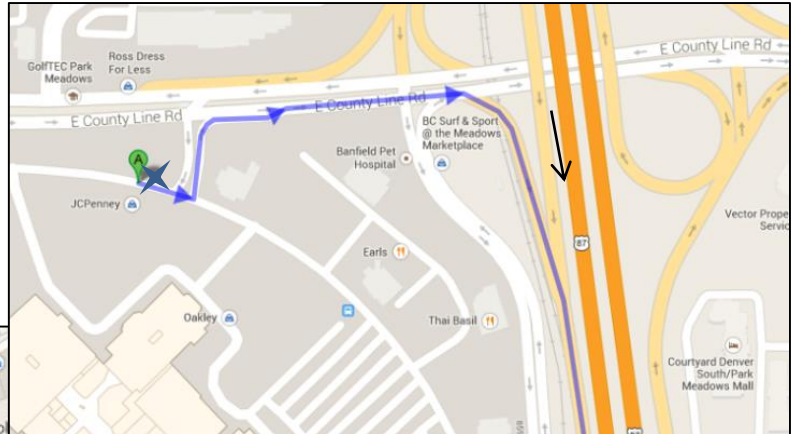 E County Line Rd
GolfTEC Park
Meadows
Ross Dress
For Less
E County Line Rd
E County Line Rd
BC Surf & Sport
@ the Meadows
Marketplace
Banfield Pet
Hospital
A
JCPenney
Vector Prope
Servic
87
Earls
Oakley
Thai Basil
Courtyard Denver
South/Park
Meadows Mall